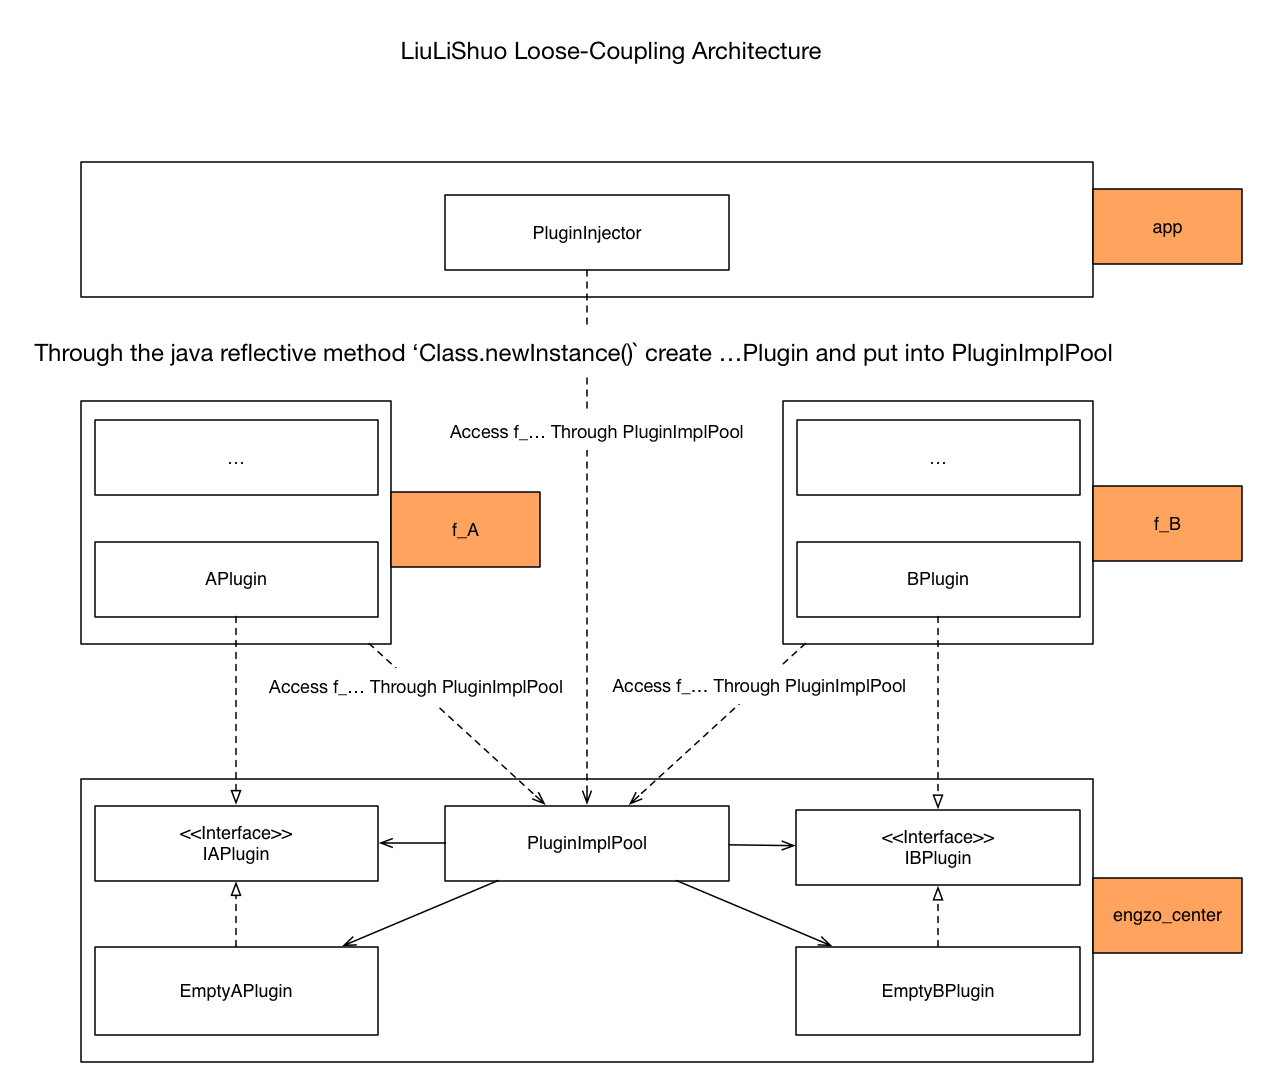 LiuLiShuo Loose-Coupling Architecture
PluginInjector
app
Through the java reflective method ‘Class.newInstance()` create …Plugin and put into PluginImplPool
Access f_… Through PluginImplPool
…
…
f_A
f_B
APlugin
BPlugin
Access f_… Through PluginImplPool
Access f_… Through PluginImplPool
<<Interface>>
IAPlugin
PluginImplPool
<<Interface>>
IBPlugin
engzo_center
EmptyAPlugin
EmptyBPlugin